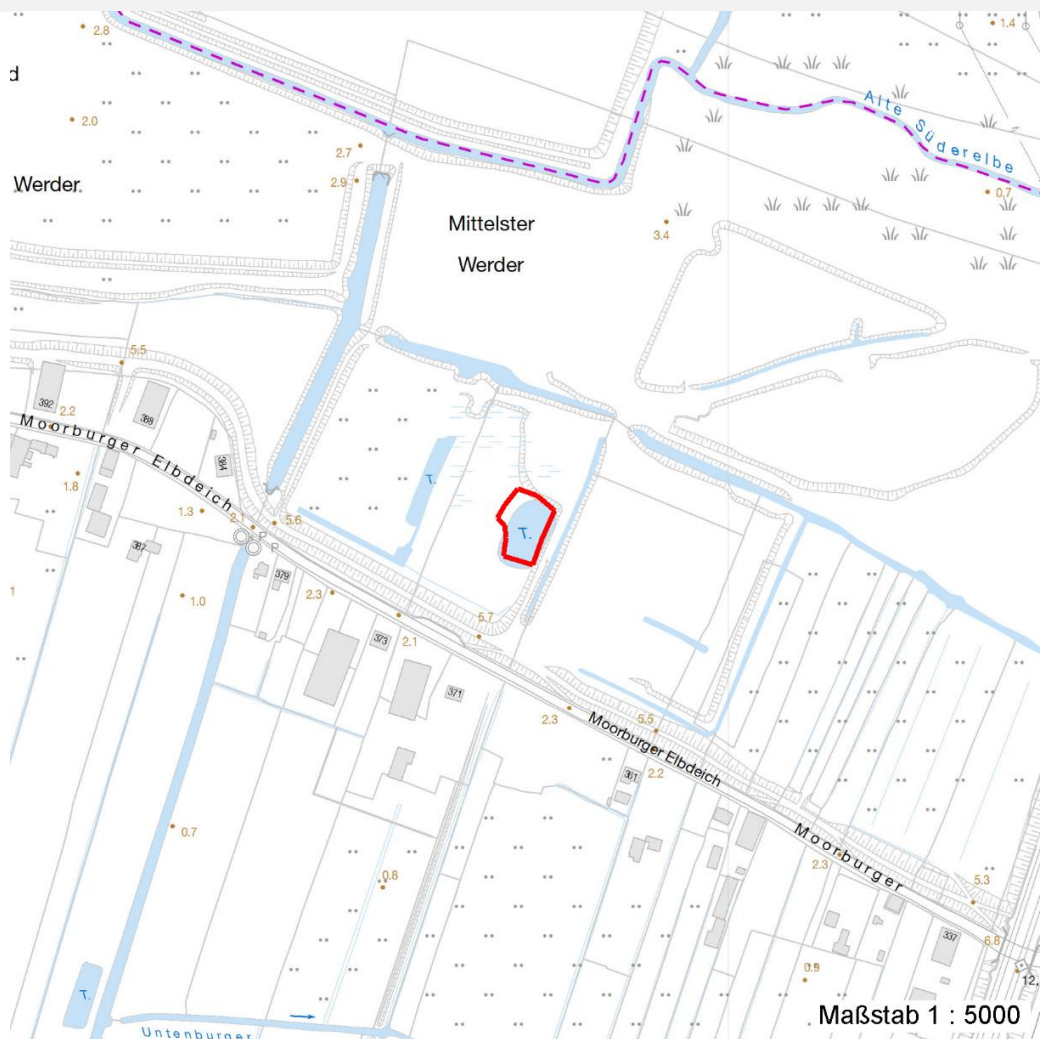 2.8
1.4
d
2.0
Alte Süderelbe
2.7
2.9
Werder
0.7
Mittelster
3.4
Werder
5.5
392
388
2.2
Moorburger Elbdeich
384
1.8
T.
1.3
2.1
5.6
P
P
T.
387
379
2.3
1
1.0
2.1
5.7
373
371
2.3
Moorburger Elbdeich
5.5
2.2
361
0.7
Moorburger
2.3
0.8
5.3
337
6.8
0.9
12.
T.
Maßstab 1 : 5000
Untenburger